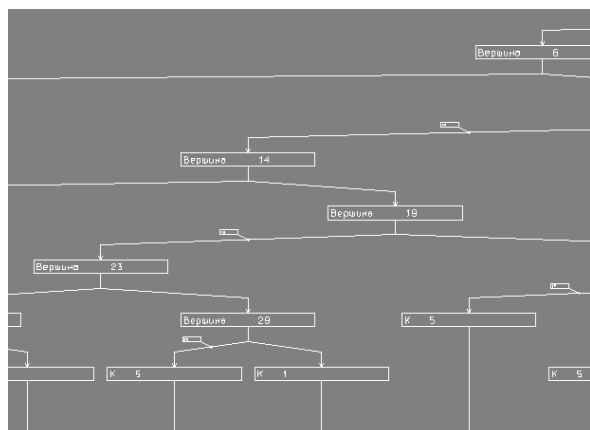 Вершина 6
Вершина 14
Вершина 19
Вершина 23
Вершина 29
К 5
К 5
К 1
К 5